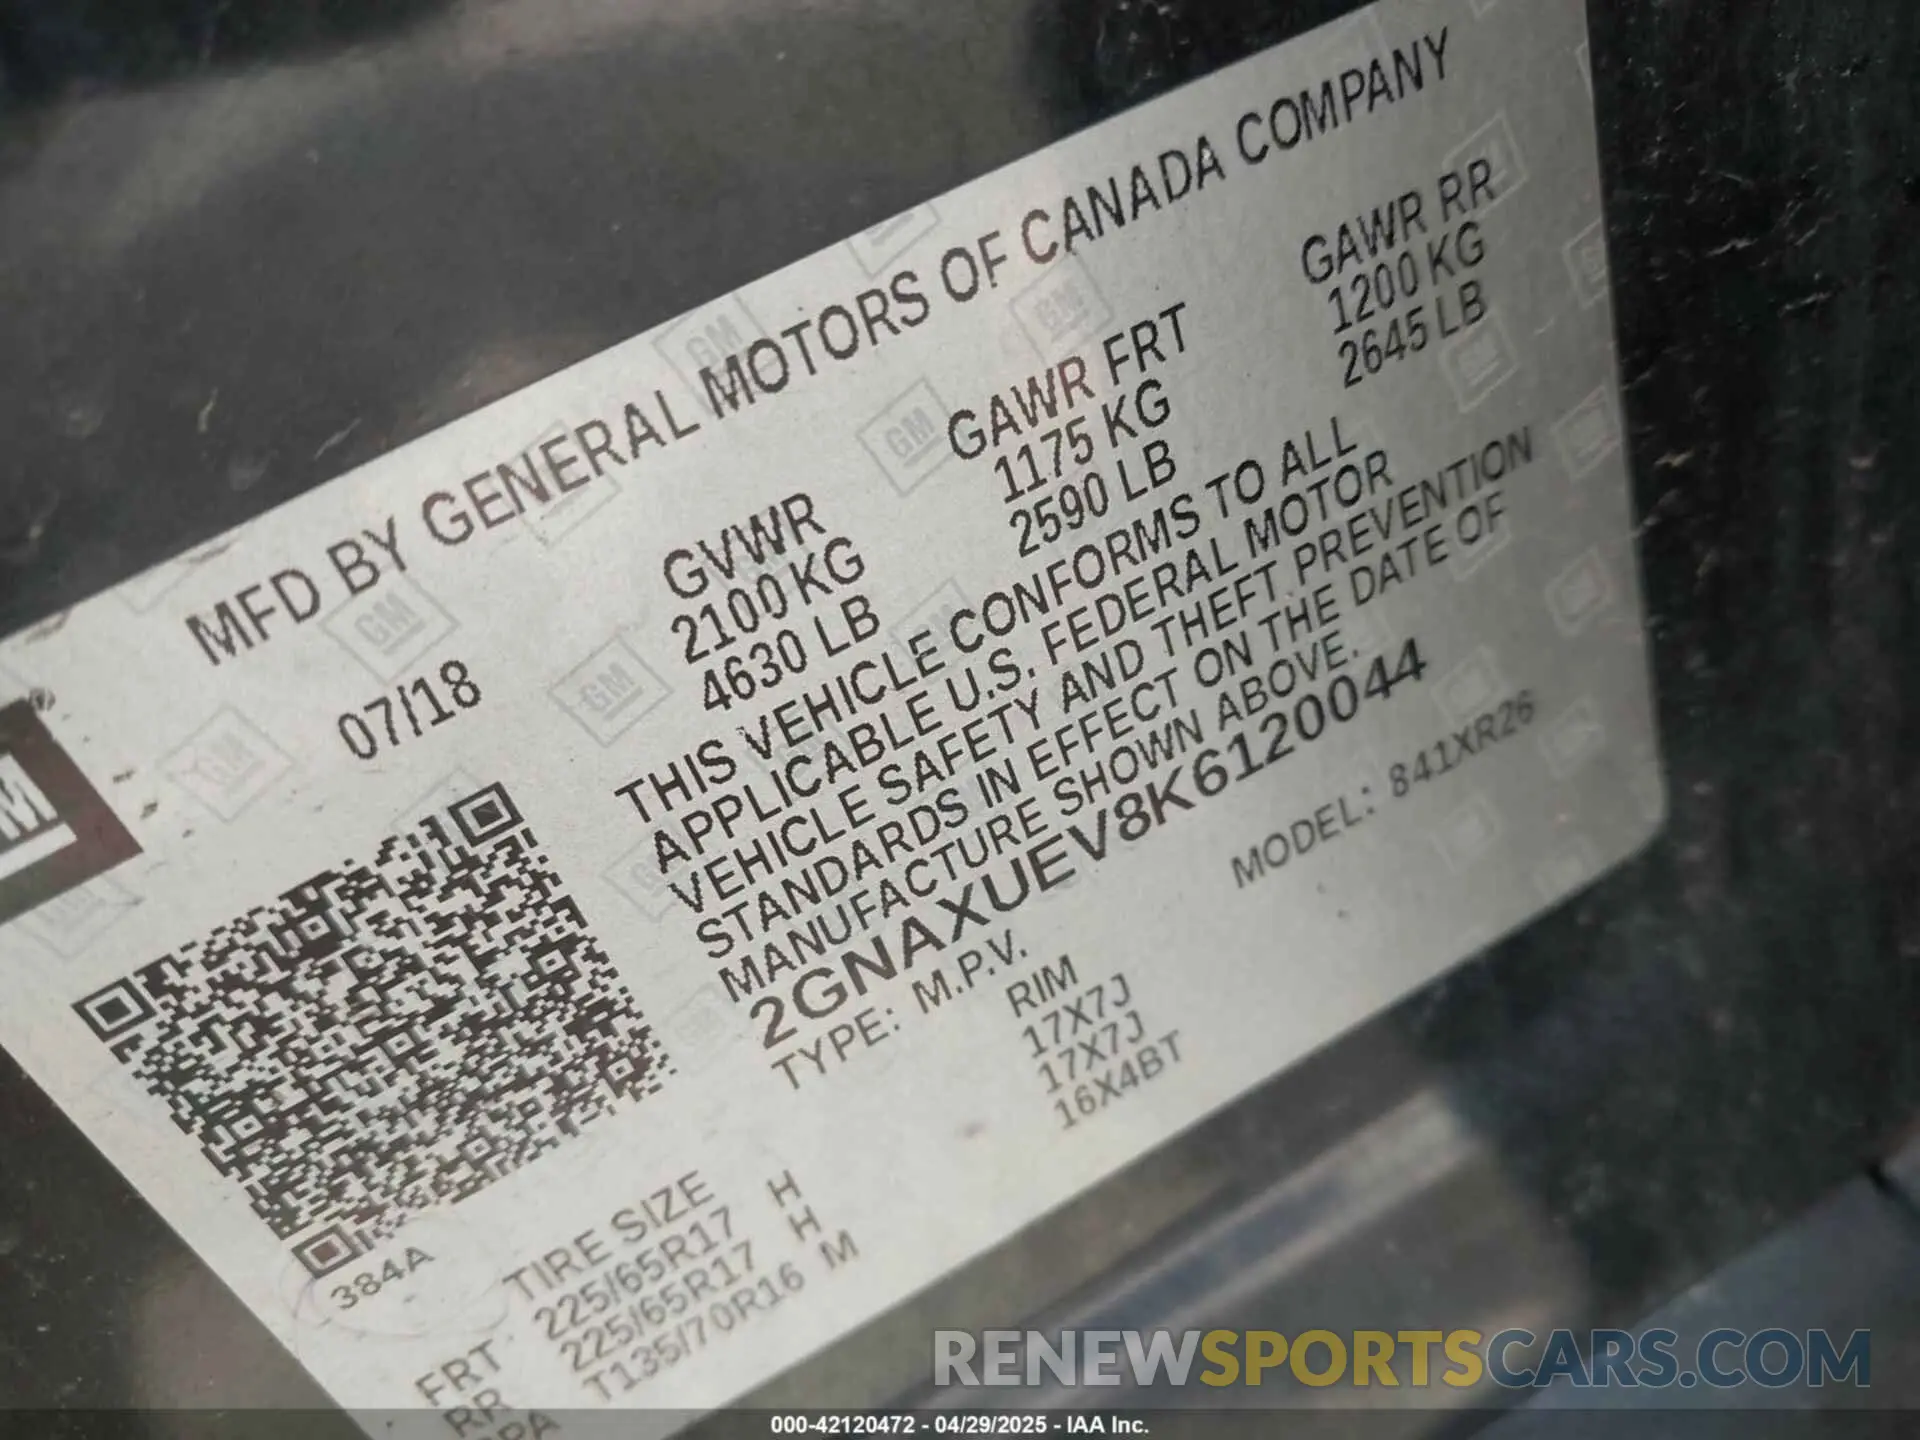 MFD BY GENERAL MOTORS OF CANADA COMPANY
07/18
GVWR GAWR FRT GAWR RR
2100 KG 1175 KG 1200 KG
4630 LB 2590 LB 2645 LB
THIS VEHICLE CONFORMS TO ALL
APPLICABLE U.S. FEDERAL MOTOR
VEHICLE SAFETY AND THEFT PREVENTION
STANDARDS IN EFFECT ON THE DATE OF
MANUFACTURE SHOWN ABOVE.
2GNAXUEV8K6120044
TYPE: M.P.V. MODEL: 841XR26
384A
TIRE SIZE RIM
FRT 225/65R17 H 17X7J
RR 225/65R17 H 17X7J
SPA T135/70R16 M 16X4BT
GM
RENEWSPORTSCARS.COM
000-42120472 - 04/29/2025 - IAA Inc.